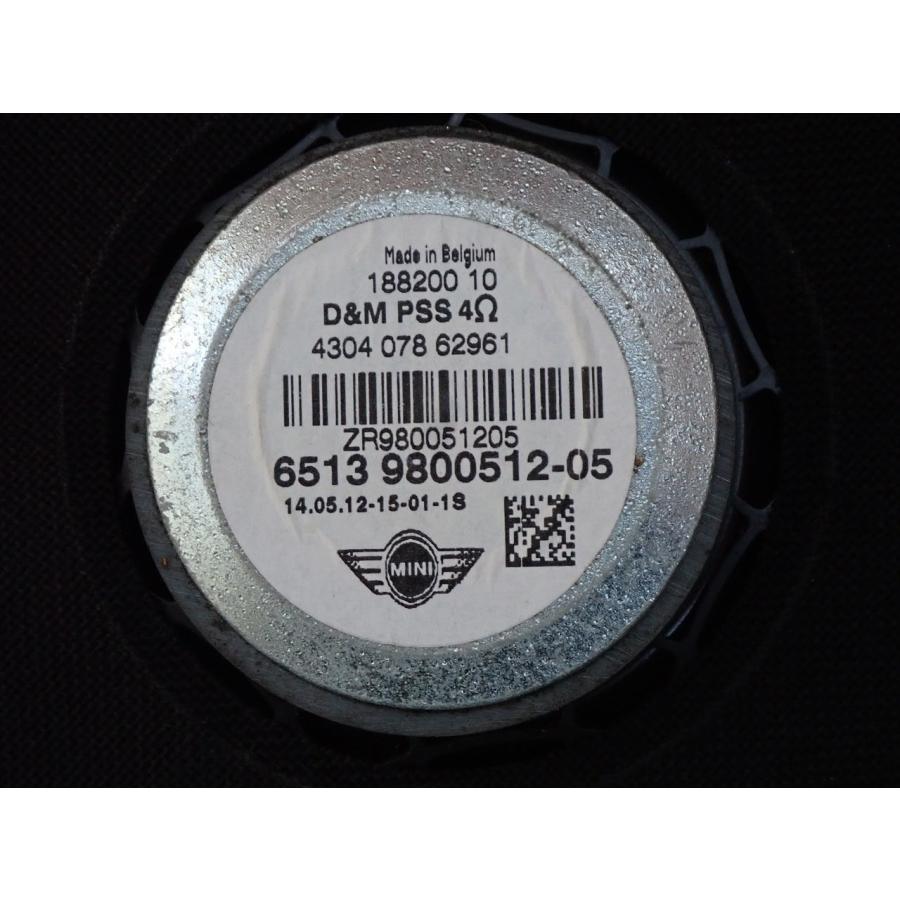 Made in Belgium
188200 10
D&M PSS 4Ω
4304 078 62961
ZR980051205
6513 9800512-05
14.05.12-15-01-1S
MINI